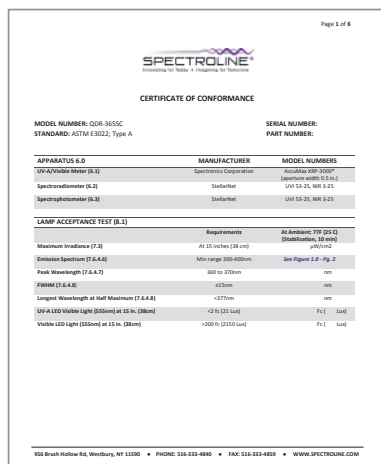 Page 1 of 6
SPECTROLINE®
Innovating for Today • Imagining for Tomorrow
CERTIFICATE OF CONFORMANCE
MODEL NUMBER: QDR-365SC SERIAL NUMBER:
STANDARD: ASTM E3022; Type A PART NUMBER:
APPARATUS 6.0 MANUFACTURER MODEL NUMBERS
UV-A/Visible Meter (6.1) Spectronics Corporation AccuMax XRP-3000®
(aperture width 0.5 in.)
Spectroradiometer (6.2) StellarNet UVI 53-25, NIR 3-25
Spectrophotometer (6.3) StellarNet UVI 53-25, NIR 3-25
LAMP ACCEPTANCE TEST (8.1)
Requirements At Ambient: 77F (25 C)
(Stabilization, 10 min)
Maximum Irradiance (7.3) At 15 inches (38 cm) µW/cm2
Emission Spectrum (7.6.4.6) Min range 300-400nm See Figure 1.0 - Pg. 2
Peak Wavelength (7.6.4.7) 360 to 370nm nm
FWHM (7.6.4.8) ≤15nm nm
Longest Wavelength at Half Maximum (7.6.4.8) <377nm nm
UV-A LED Visible Light (555nm) at 15 in. (38cm) <2 fc (21 Lux) Fc ( Lux)
Visible LED Light (555nm) at 15 in. (38cm) >200 fc (2150 Lux) Fc ( Lux)
956 Brush Hollow Rd, Westbury, NY 11590 ● PHONE: 516-333-4840 ● FAX: 516-333-4859 ● WWW.SPECTROLINE.COM